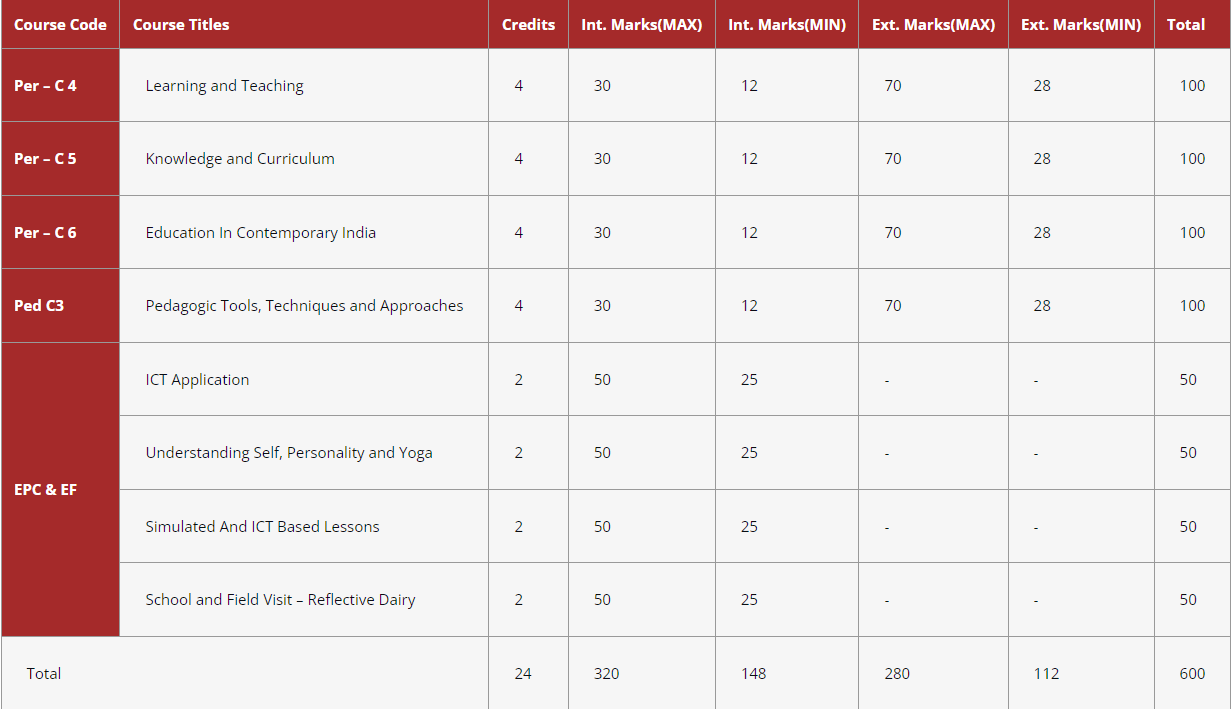 Course Code Course Titles Credits Int. Marks(MAX) Int. Marks(MIN) Ext. Marks(MAX) Ext. Marks(MIN) Total
Per – C 4 Learning and Teaching 4 30 12 70 28 100
Per – C 5 Knowledge and Curriculum 4 30 12 70 28 100
Per – C 6 Education In Contemporary India 4 30 12 70 28 100
Ped C3 Pedagogic Tools, Techniques and Approaches 4 30 12 70 28 100
ICT Application 2 50 25 - - 50
Understanding Self, Personality and Yoga 2 50 25 - - 50
EPC & EF
Simulated And ICT Based Lessons 2 50 25 - - 50
School and Field Visit – Reflective Dairy 2 50 25 - - 50
Total 24 320 148 280 112 600